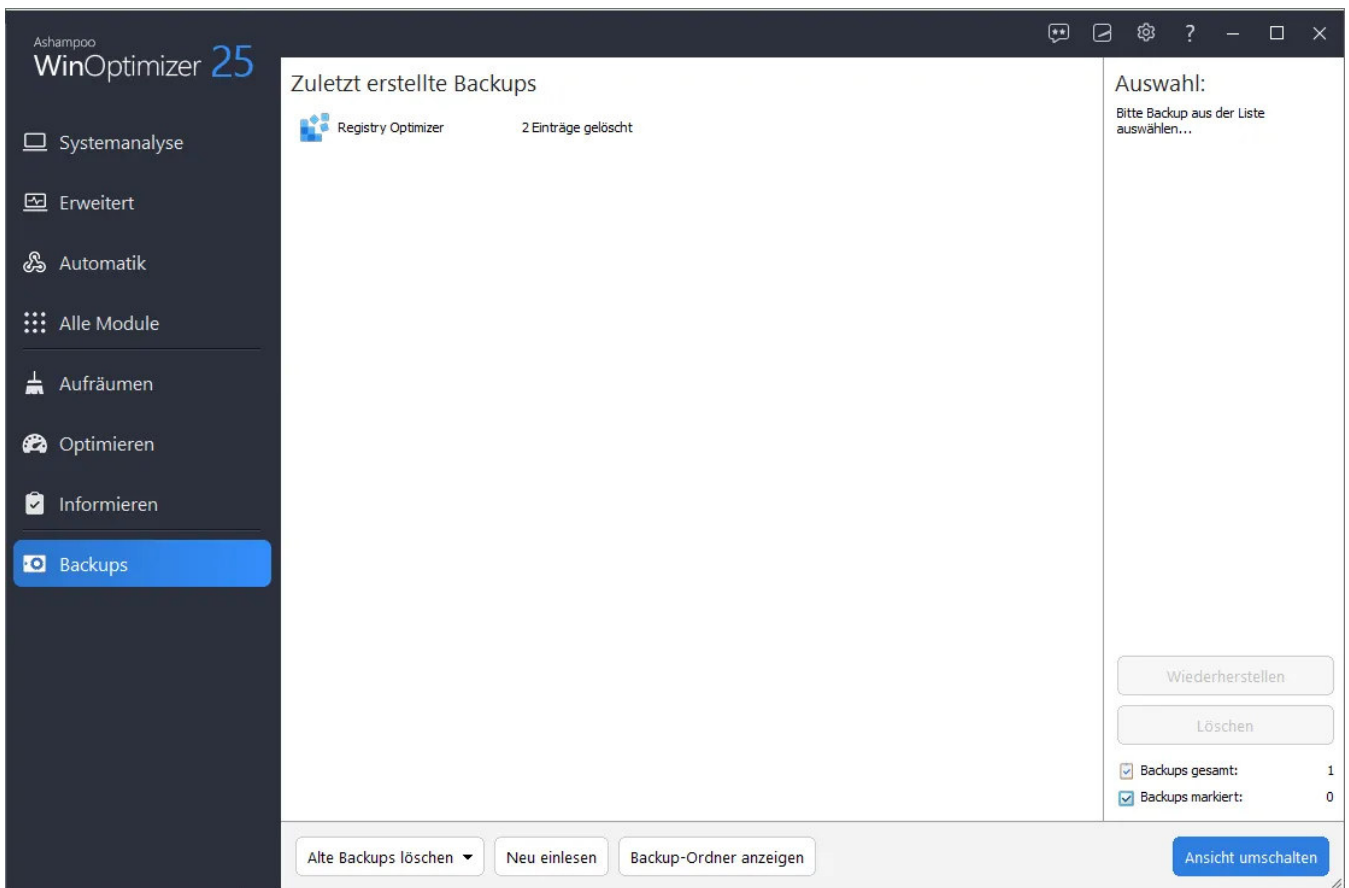 Ashampoo
WinOptimizer 25
Systemanalyse
Erweitert
Automatik
Alle Module
Aufräumen
Optimieren
Informieren
Backups
Zuletzt erstellte Backups
Registry Optimizer 2 Einträge gelöscht
Auswahl:
Bitte Backup aus der Liste
auswählen...
Wiederherstellen
Löschen
Backups gesamt: 1
Backups markiert: 0
Alte Backups löschen Neu einlesen Backup-Ordner anzeigen Ansicht umschalten